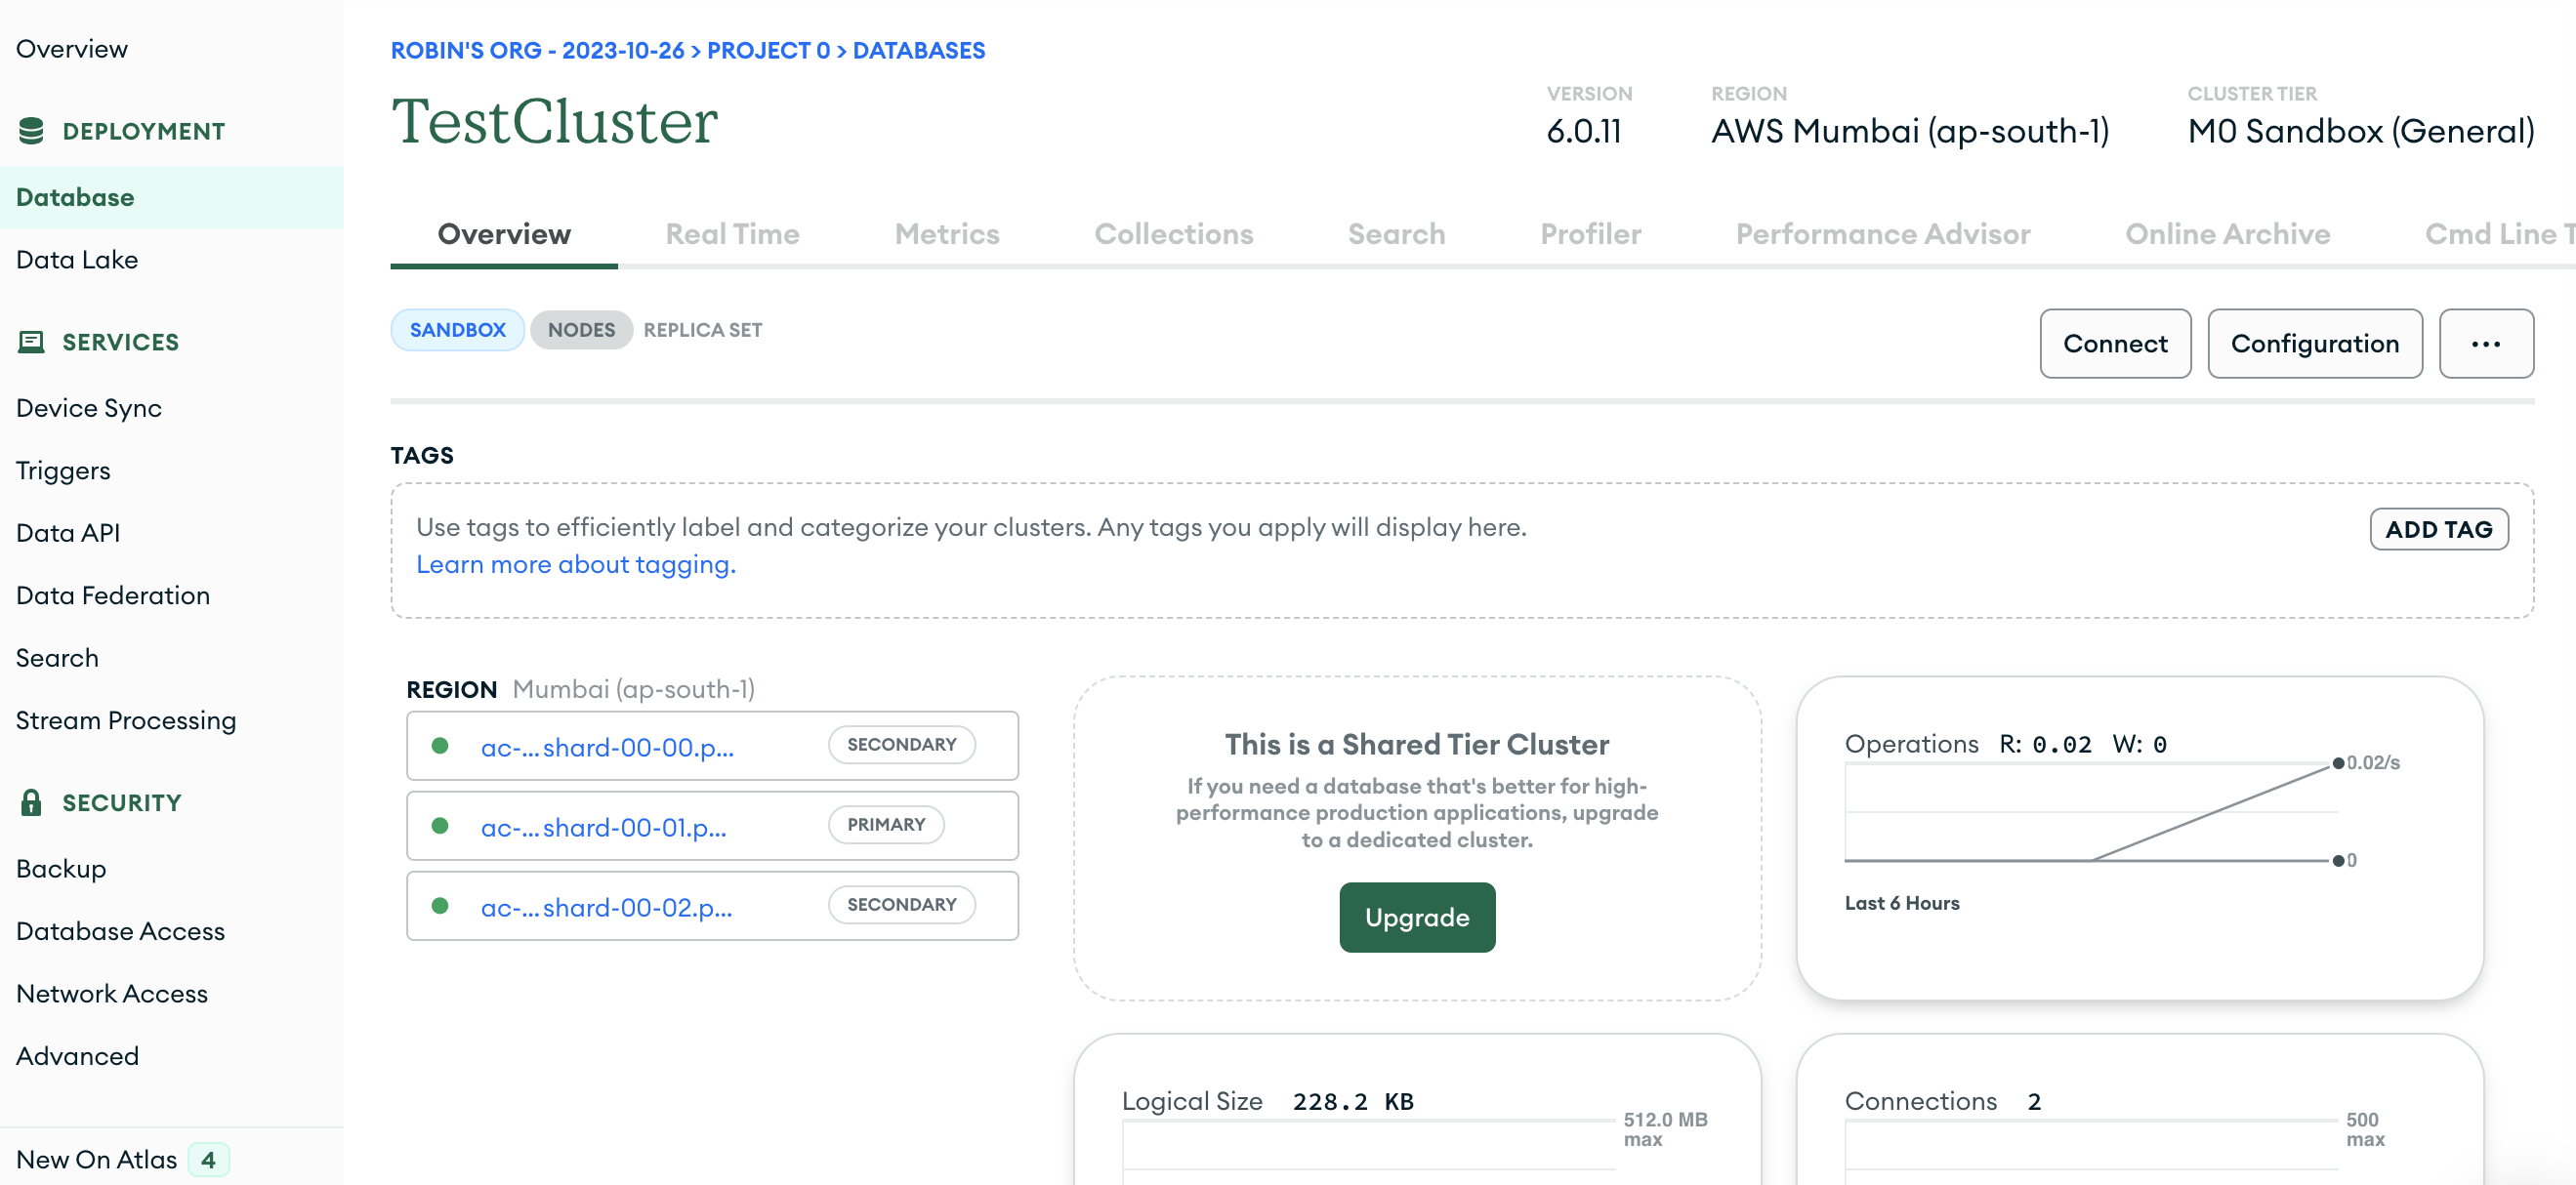 Overview
DEPLOYMENT
Database
Data Lake
SERVICES
Device Sync
Triggers
Data API
Data Federation
Search
Stream Processing
SECURITY
Backup
Database Access
Network Access
Advanced
New On Atlas 4
ROBIN'S ORG - 2023-10-26 > PROJECT 0 > DATABASES
TestCluster
VERSION
6.0.11
REGION
AWS Mumbai (ap-south-1)
CLUSTER TIER
M0 Sandbox (General)
Overview Real Time Metrics Collections Search Profiler Performance Advisor Online Archive Cmd Line T
SANDBOX NODES REPLICA SET
Connect Configuration ...
TAGS
Use tags to efficiently label and categorize your clusters. Any tags you apply will display here.
Learn more about tagging.
ADD TAG
REGION Mumbai (ap-south-1)
ac-...shard-00-00.p... SECONDARY
ac-...shard-00-01.p... PRIMARY
ac-...shard-00-02.p... SECONDARY
This is a Shared Tier Cluster
If you need a database that's better for high-
performance production applications, upgrade
to a dedicated cluster.
Upgrade
Operations R: 0.02 W: 0
0.02/s
0
Last 6 Hours
Logical Size 228.2 KB
512.0 MB
max
Connections 2
500
max